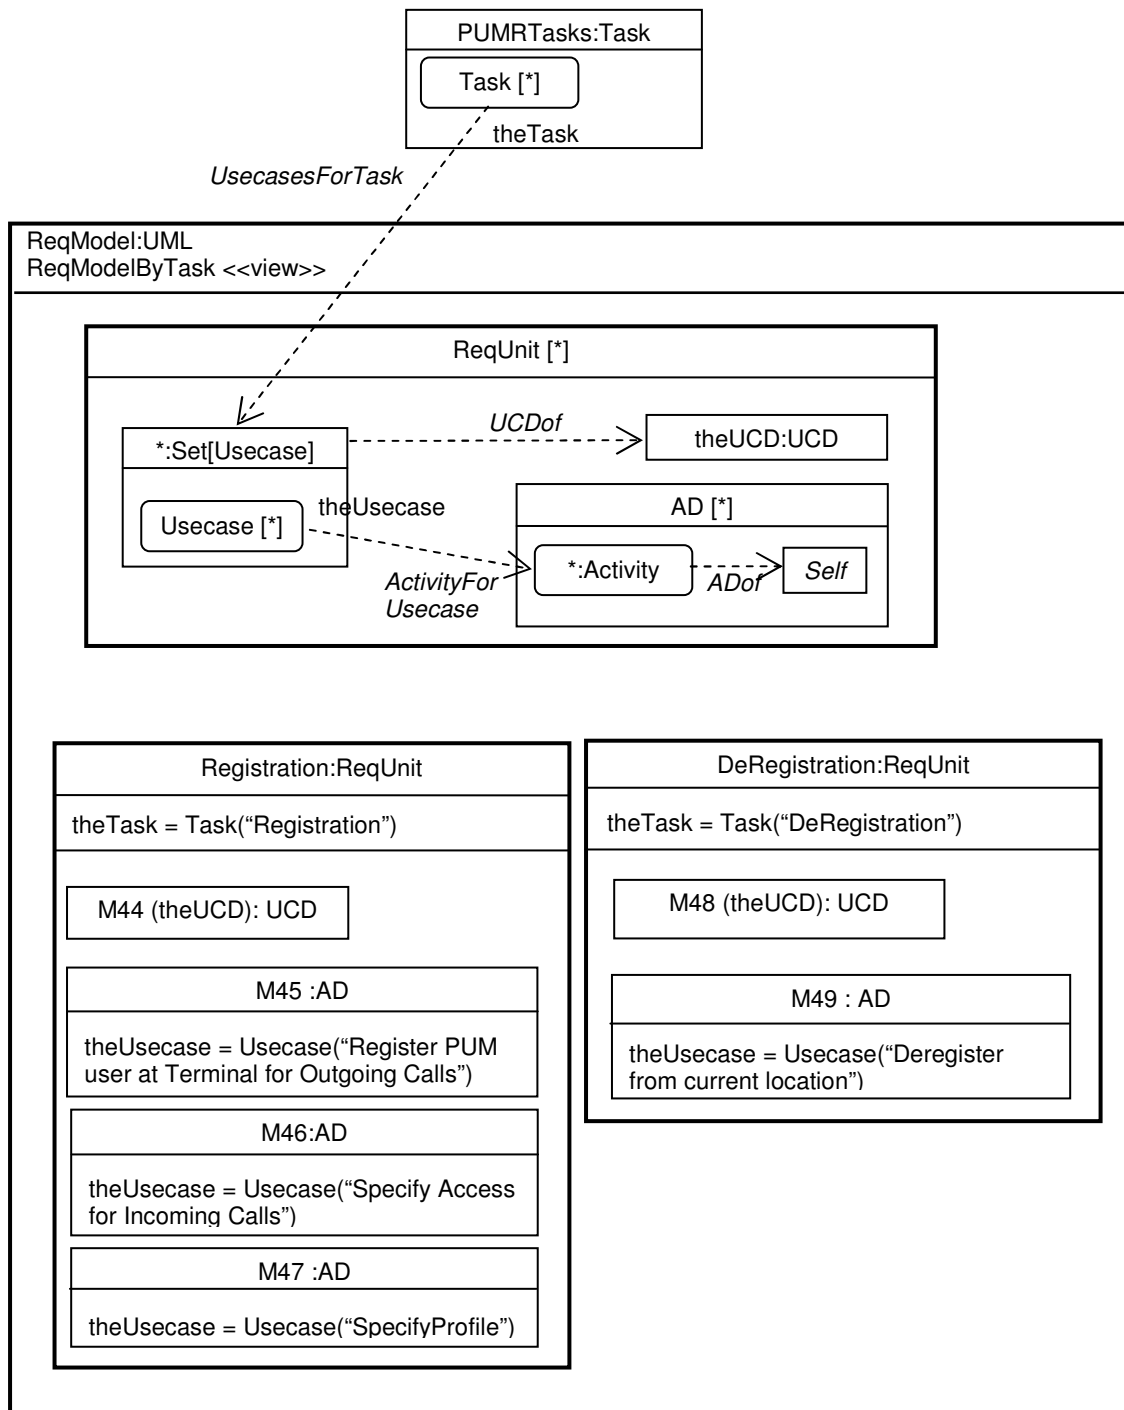 PUMRTasks:Task
Task [*]
theTask
UsecasesForTask
ReqModel:UML
ReqModelByTask <<view>>
ReqUnit [*]
UCDof
theUCD:UCD
*:Set[Usecase]
theUsecase
Usecase [*]
AD [*]
*:Activity
ADof
Self
ActivityFor
Usecase
Registration:ReqUnit
theTask = Task(“Registration”)
M44 (theUCD): UCD
M45 :AD
theUsecase = Usecase(“Register PUM
user at Terminal for Outgoing Calls”)
M46:AD
theUsecase = Usecase(“Specify Access
for Incoming Calls”)
M47 :AD
theUsecase = Usecase(“SpecifyProfile”)
DeRegistration:ReqUnit
theTask = Task(“DeRegistration”)
M48 (theUCD): UCD
M49 : AD
theUsecase = Usecase(“Deregister
from current location”)